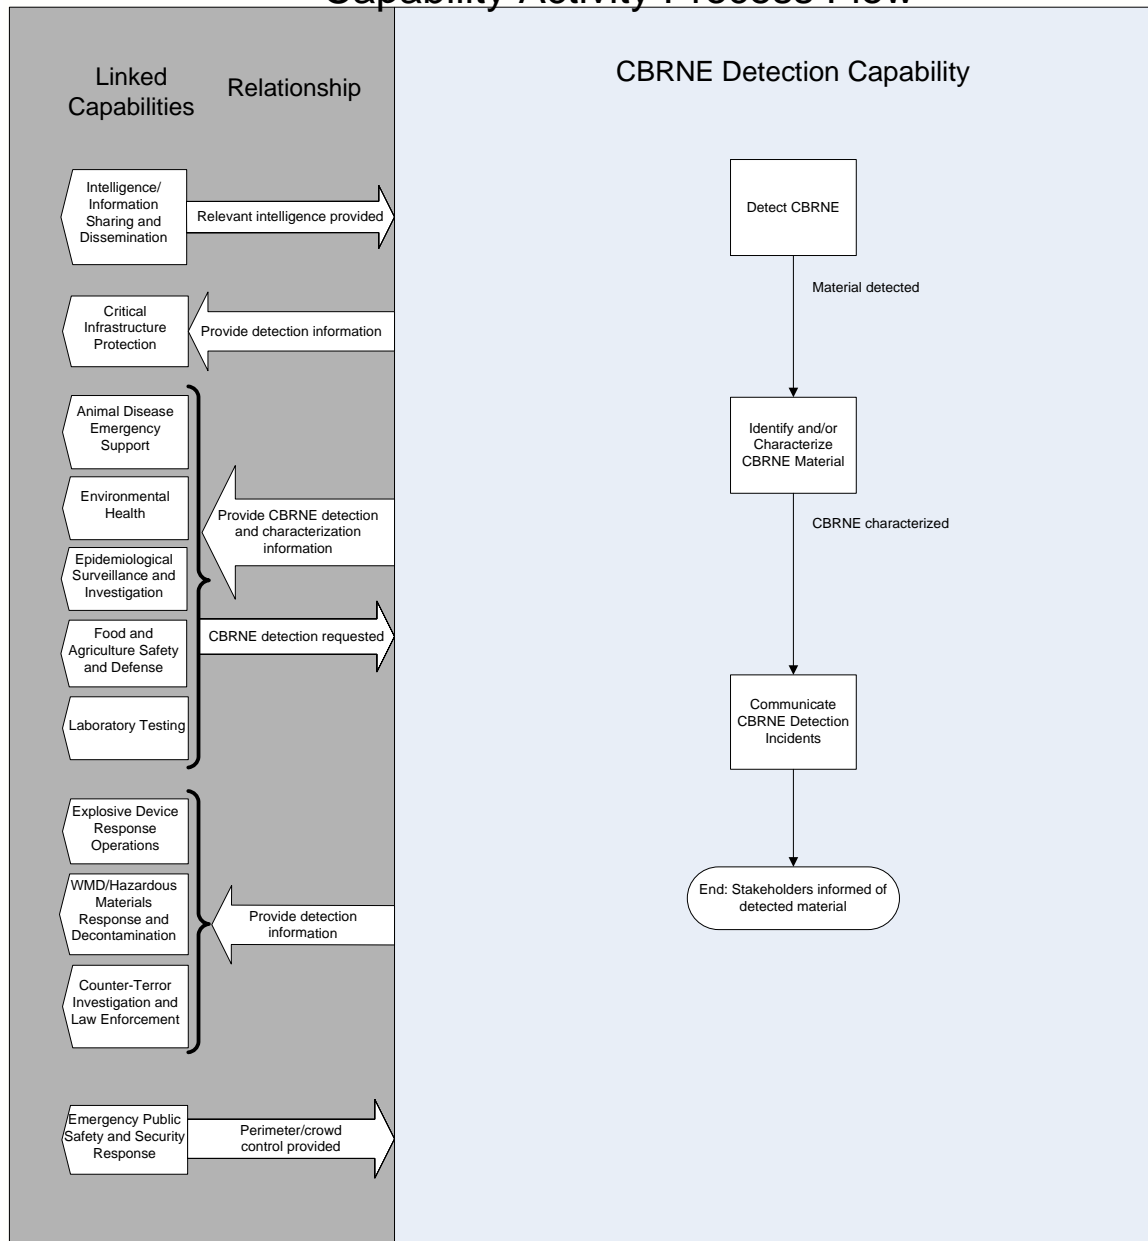 Capability Activity Process Flow
Linked
Capabilities
Relationship
CBRNE Detection Capability
Intelligence/
Information
Sharing and
Dissemination
Relevant intelligence provided
Detect CBRNE
Material detected
Critical
Infrastructure
Protection
Provide detection information
Animal Disease
Emergency
Support
Environmental
Health
Epidemiological
Surveillance and
Investigation
Food and
Agriculture Safety
and Defense
Laboratory Testing
Provide CBRNE detection
and characterization
information
CBRNE detection requested
Identify and/or
Characterize
CBRNE Material
CBRNE characterized
Communicate
CBRNE Detection
Incidents
Explosive Device
Response
Operations
WMD/Hazardous
Materials
Response and
Decontamination
Counter-Terror
Investigation and
Law Enforcement
Provide detection
information
End: Stakeholders informed of
detected material
Emergency Public
Safety and Security
Response
Perimeter/crowd
control provided